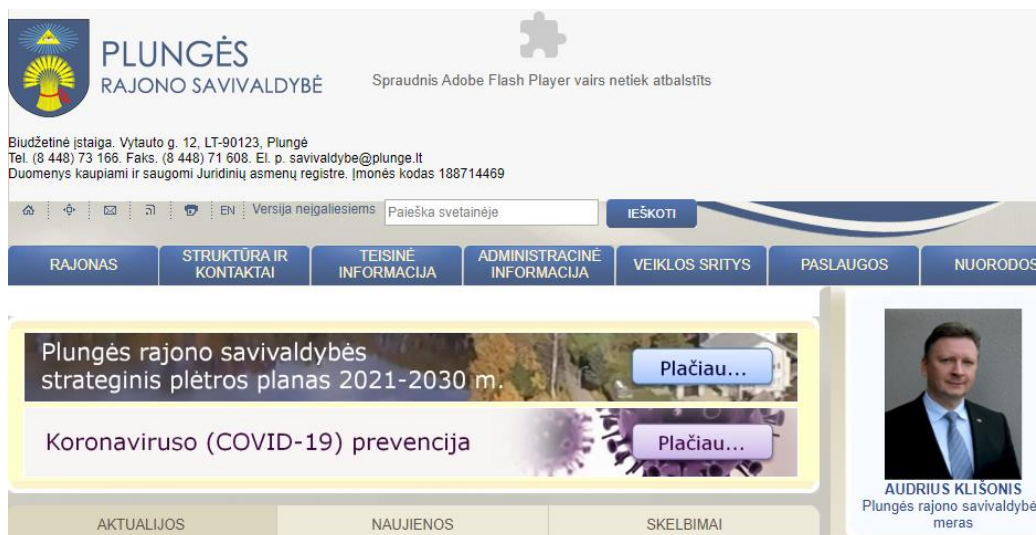 PLUNGĖS
RAJONO SAVIVALDYBĖ
Spraudnis Adobe Flash Player vairs netiek atbalstīts
Biudžetinė įstaiga. Vytauto g. 12, LT-90123, Plungė
Tel. (8 448) 73 166. Faks. (8 448) 71 608. El. p. savivaldybe@plunge.lt
Duomenys kaupiami ir saugomi Juridinių asmenų registre. Įmonės kodas 188714469
EN Versija neįgaliesiems Paieška svetainėje IEŠKOTI
RAJONAS
STRUKTŪRA IR
KONTAKTAI
TEISINĖ
INFORMACIJA
ADMINISTRACINĖ
INFORMACIJA
VEIKLOS SRITYS
PASLAUGOS
NUORODOS
Plungės rajono savivaldybės
strateginis plėtros planas 2021-2030 m.
Plačiau...
Koronaviruso (COVID-19) prevencija
Plačiau...
AUDRIUS KLIŠONIS
Plungės rajono savivaldybė
meras
AKTUALIJOS
NAUJIENOS
SKELBIMAI